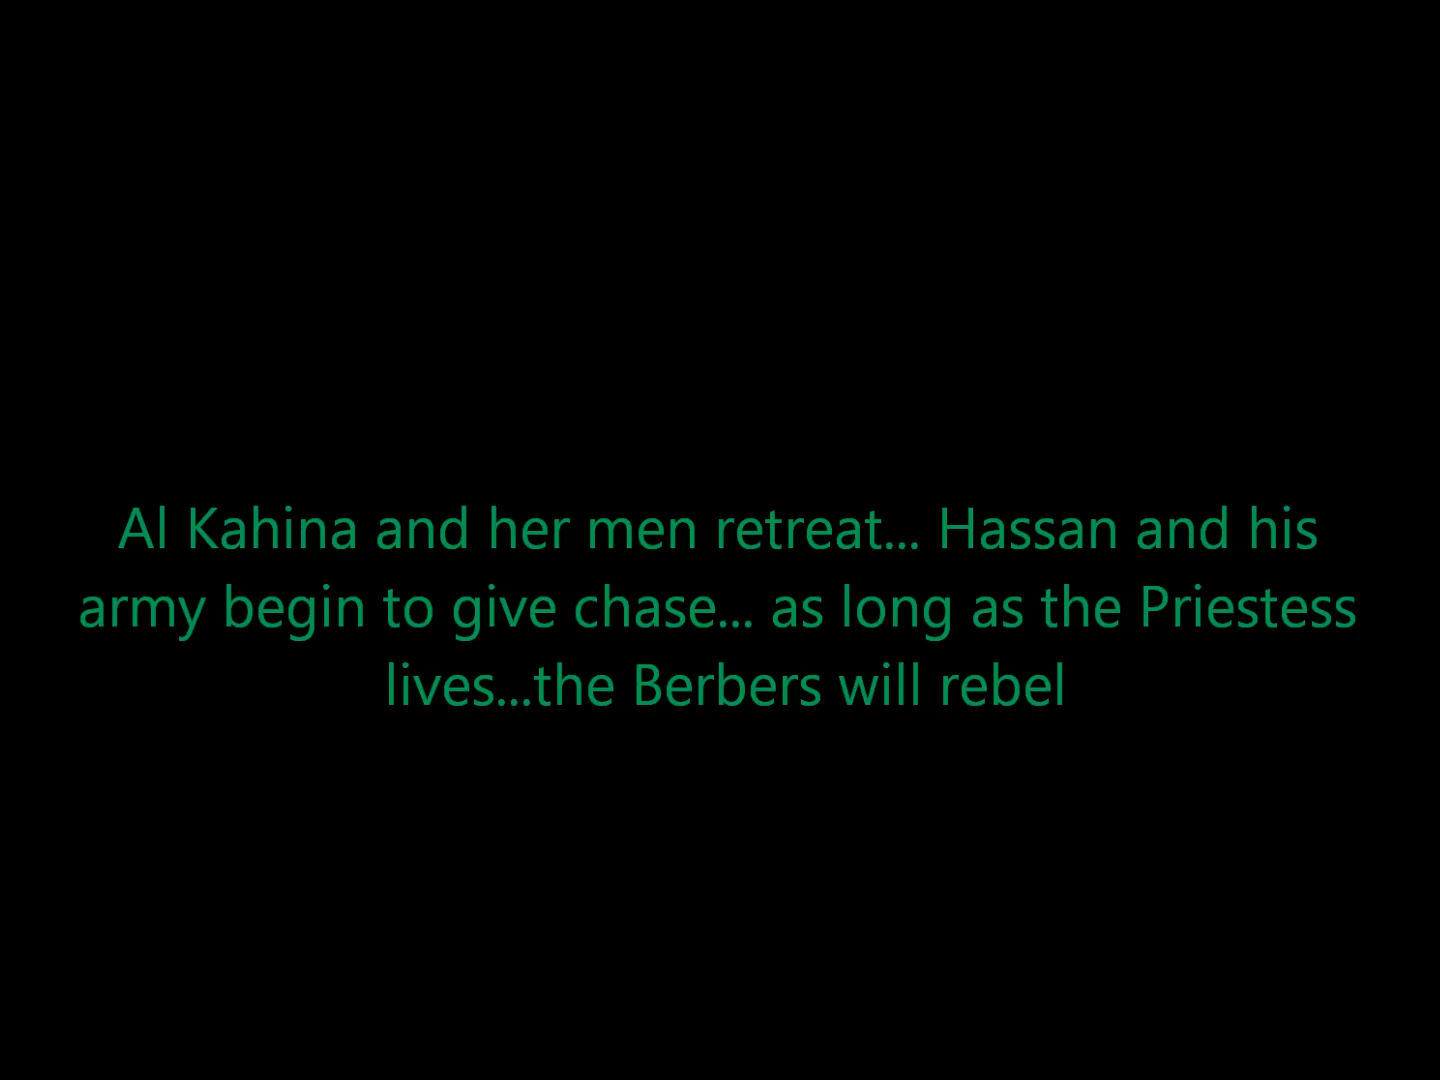 Al Kahina and her men retreat... Hassan and his
army begin to give chase... as long as the Priestess
lives...the Berbers will rebel